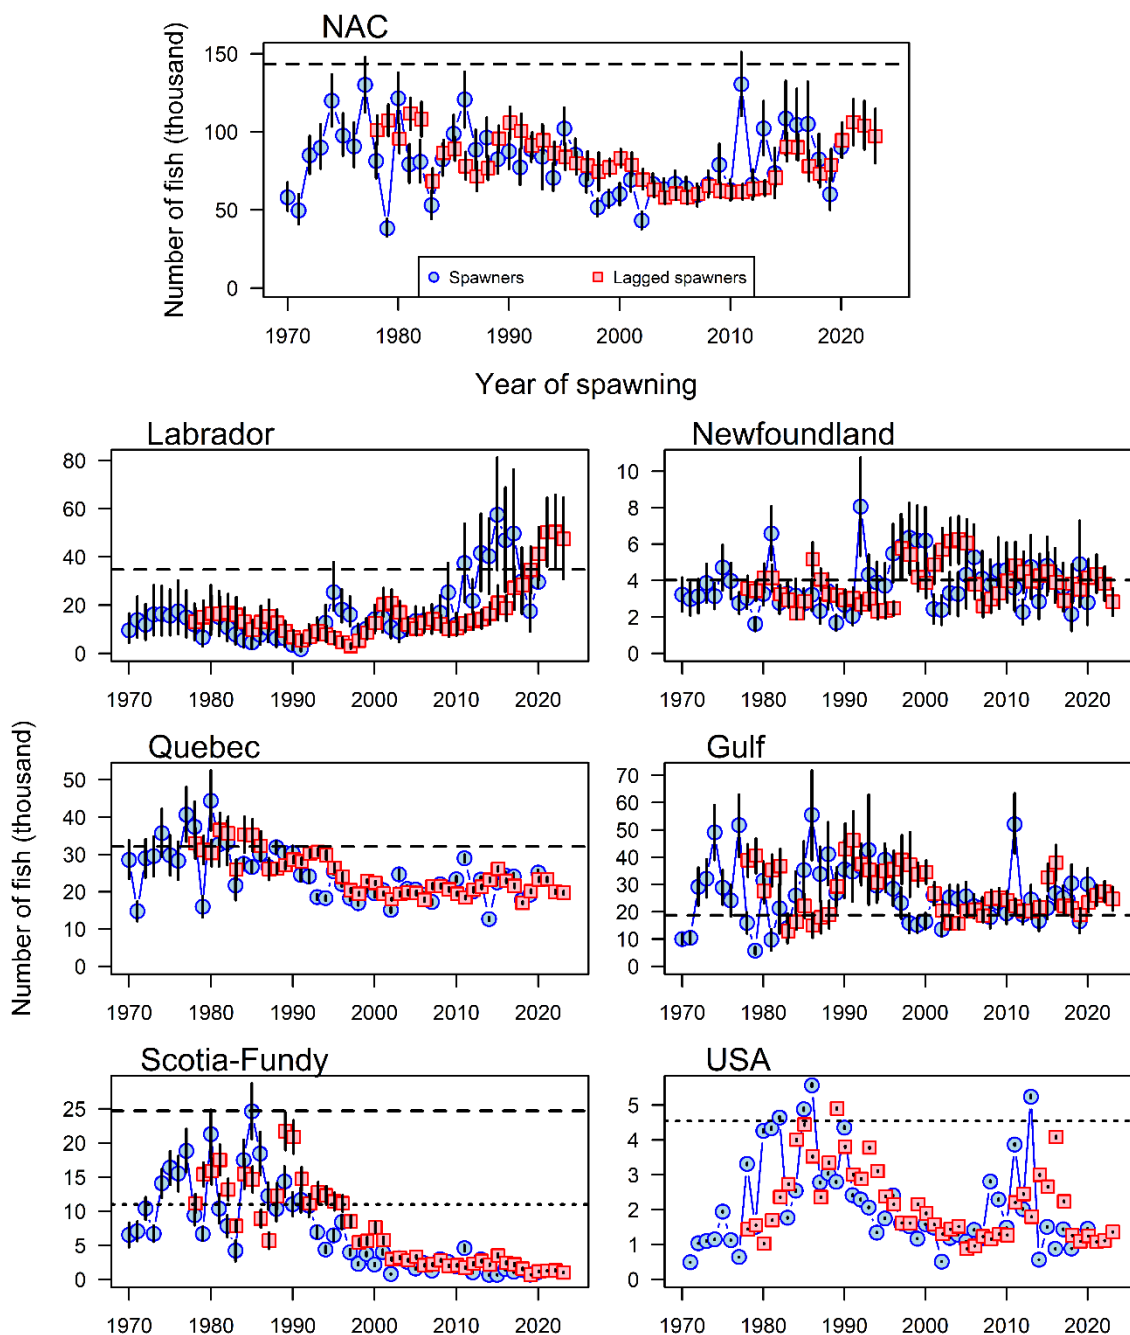 NAC
Number of fish (thousand)
150
100
50
0
Spawners
Lagged spawners
1970 1980 1990 2000 2010 2020
Year of spawning
Labrador
80
60
40
20
0
1970 1980 1990 2000 2010 2020
Newfoundland
10
8
6
4
2
0
1970 1980 1990 2000 2010 2020
Number of fish (thousand)
Quebec
50
40
30
20
10
0
1970 1980 1990 2000 2010 2020
Gulf
70
60
50
40
30
20
10
0
1970 1980 1990 2000 2010 2020
Scotia-Fundy
25
20
15
10
5
0
1970 1980 1990 2000 2010 2020
USA
5
4
3
2
1
0
1970 1980 1990 2000 2010 2020